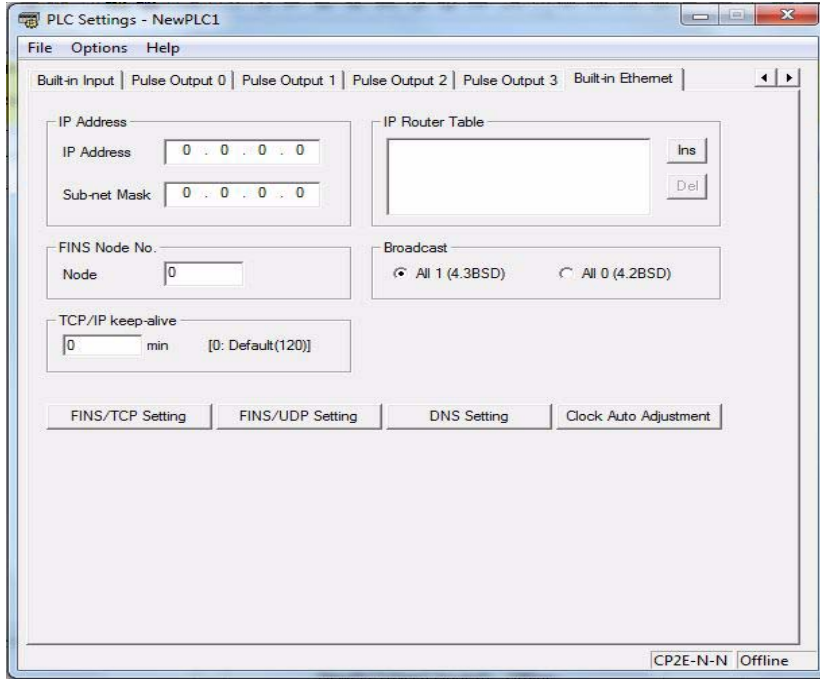 PLC Settings - NewPLC1
File Options Help
Built-in Input Pulse Output 0 Pulse Output 1 Pulse Output 2 Pulse Output 3 Built-in Ethernet
IP Address
IP Address 0 . 0 . 0 . 0
Sub-net Mask 0 . 0 . 0 . 0
IP Router Table
Ins
Del
FINS Node No.
Node 0
Broadcast
All 1 (4.3BSD) All 0 (4.2BSD)
TCP/IP keep-alive
0 min [0: Default(120)]
FINS/TCP Setting FINS/UDP Setting DNS Setting Clock Auto Adjustment
CP2E-N-N Offline